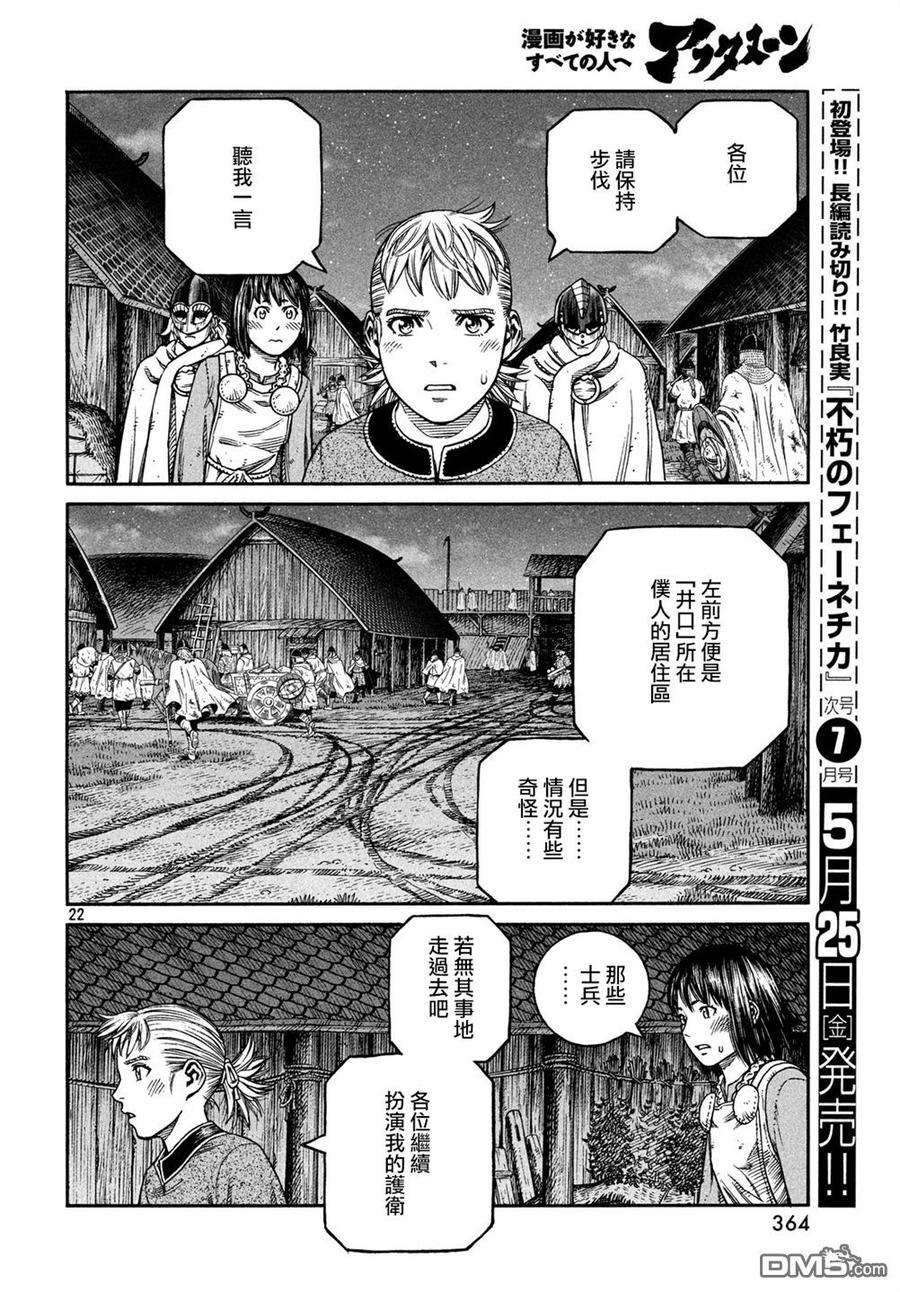 漫画が好きな
すべての人へ
アフタヌーン
初登場!! 長編読み切り!! 竹良実『不朽のフェーネチカ』次号7月号5月25日[金]発売!!
各位
請保持
步伐
聽我一言
左前方便是
「井口」所在
僕人的居住區
但是……
情況有些
奇怪……
22
那些
士兵
……
若無其事地
走過去吧
各位繼續
扮演我的護衛
364
DM5.com